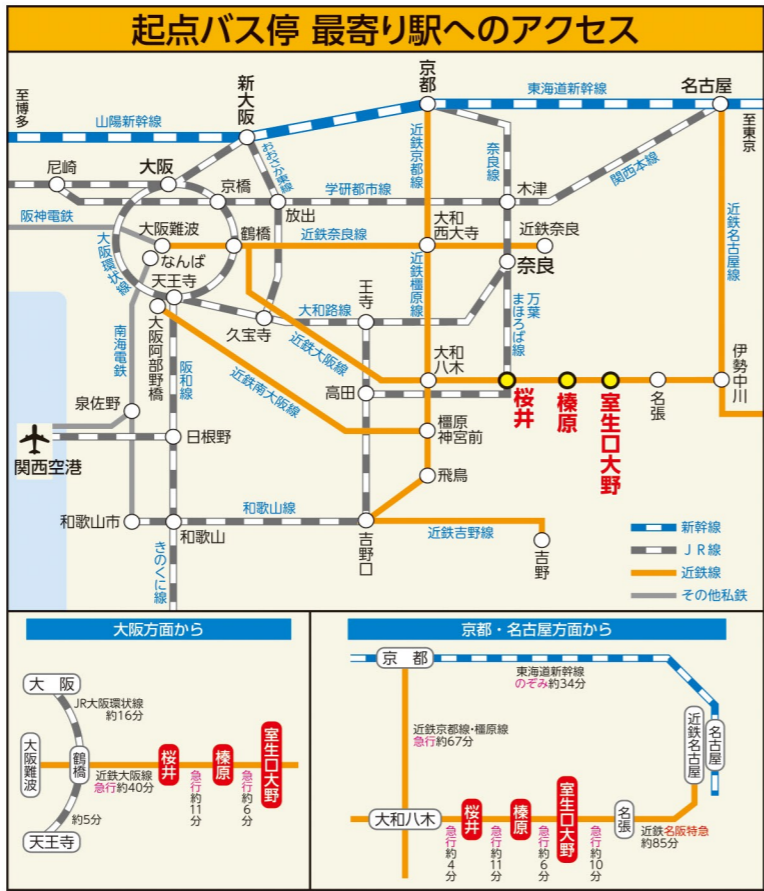 起点バス停 最寄り駅へのアクセス
至博多
山陽新幹線
新大阪
京都
東海道新幹線
名古屋
至東京
尼崎
大阪
おおさか東線
近鉄京都線
奈良線
関西本線
京橋
学研都市線
木津
放出
阪神電鉄
大阪難波
鶴橋
近鉄奈良線
大和
西大寺
近鉄奈良
近鉄名古屋線
大阪環状線
なんば
天王寺
奈良
近鉄橿原線
王寺
大和路線
万葉
まほろば線
久宝寺
南海電鉄
大阪阿部野橋
阪和線
近鉄大阪線
近鉄南大阪線
大和
八木
高田
桜井
榛原
室生口大野
名張
伊勢中川
泉佐野
日根野
橿原
神宮前
関西空港
飛鳥
和歌山市
和歌山
和歌山線
吉野口
近鉄吉野線
吉野
きのくに線
新幹線
JR線
近鉄線
その他私鉄
大阪方面から
大阪
JR大阪環状線
約16分
大阪難波
鶴橋
近鉄大阪線
急行約40分
桜井
急行約11分
榛原
急行約6分
室生口大野
約5分
天王寺
京都・名古屋方面から
京都
東海道新幹線
のぞみ約34分
近鉄京都線・橿原線
急行約67分
近鉄名古屋
名古屋
大和八木
急行約4分
桜井
急行約11分
榛原
急行約6分
室生口大野
急行約10分
名張
近鉄名阪特急
約85分